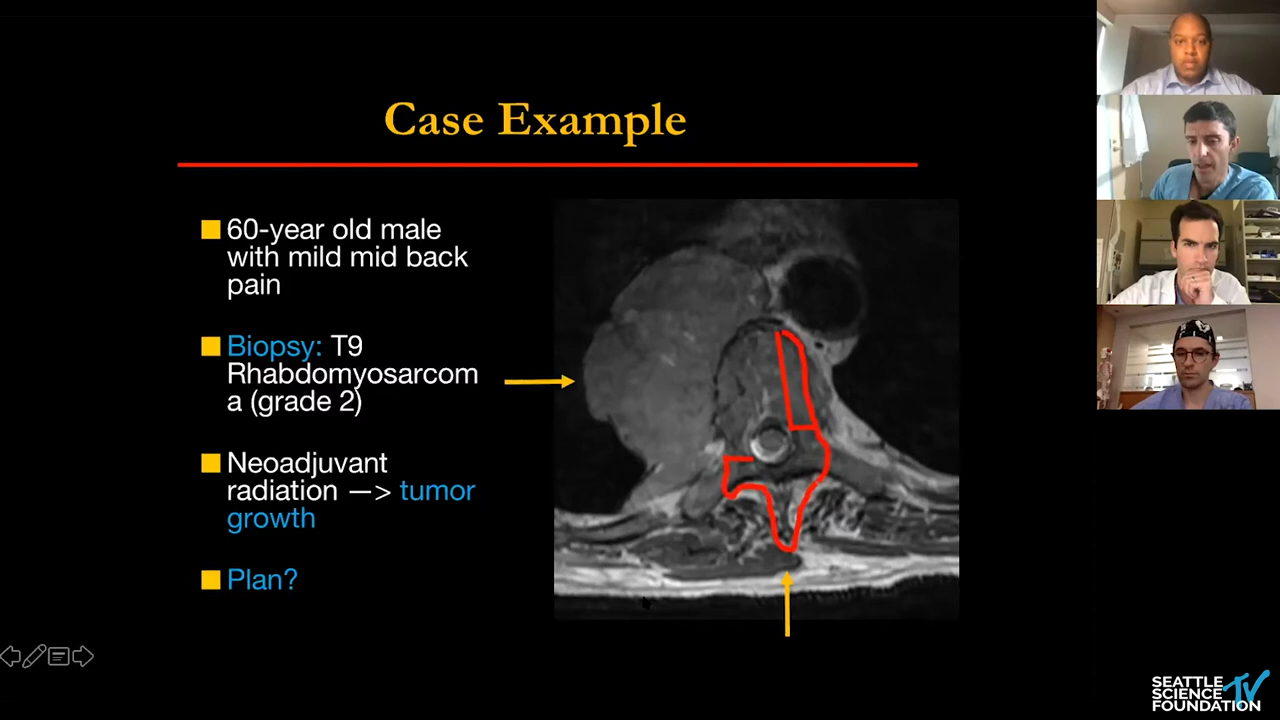 Case Example
60-year old male
with mild mid back
pain
Biopsy: T9
Rhabdomyosarcom
a (grade 2)
Neoadjuvant
radiation —> tumor
growth
Plan?
SEATTLE
SCIENCE
FOUNDATION
TV